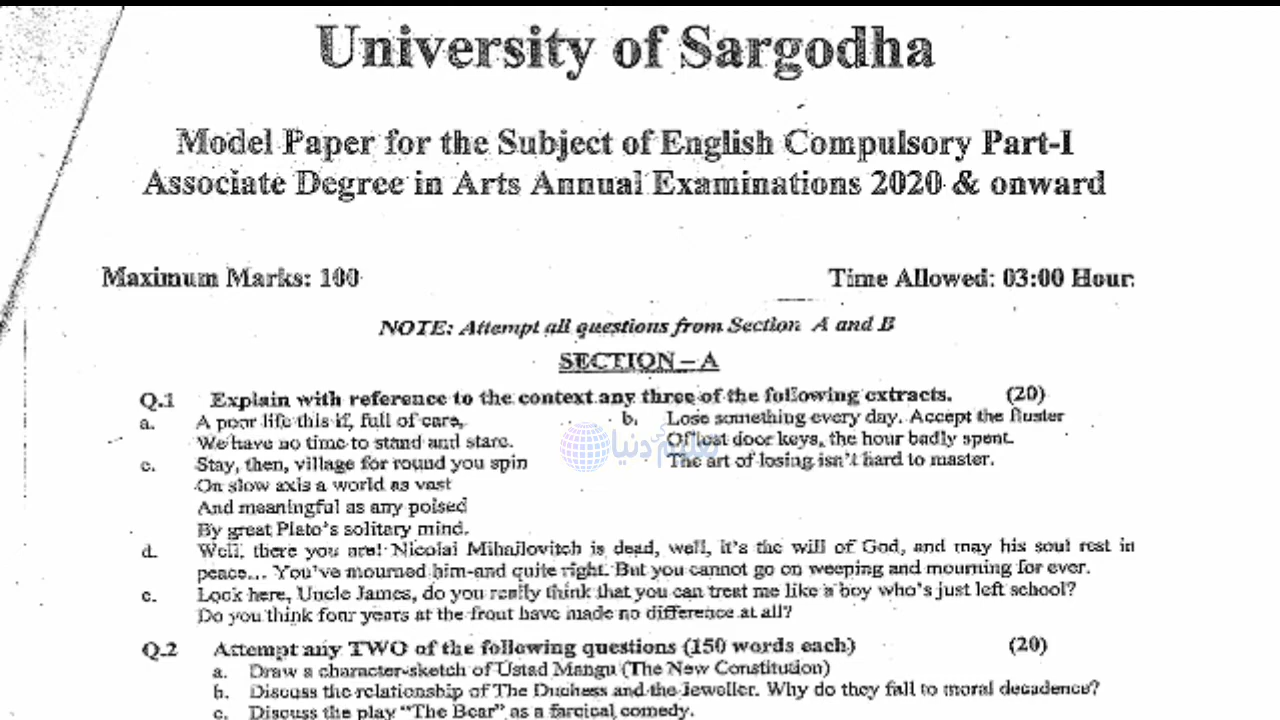 University of Sargodha
Model Paper for the Subject of English Compulsory Part-I
Associate Degree in Arts Annual Examinations 2020 & onward
Maximum Marks: 100
Time Allowed: 03:00 Hour
NOTE: Attempt all questions from Section A and B
SECTION – A
Q.1 Explain with reference to the context any three of the following extracts. (20)
a. A poor life this if, full of care,
We have no time to stand and stare.
b. Lose something every day. Accept the fluster
Of lost door keys, the hour badly spent.
The art of losing isn't hard to master.
تعلیم کی دنیا
c. Stay, then, village for round you spin
On slow axis a world as vast
And meaningful as any poised
By great Plato's solitary mind.
d. Well, there you are! Nicolai Mihailovitch is dead, well, it's the will of God, and may his soul rest in
peace... You've mourned him-and quite right. But you cannot go on weeping and mourning for ever.
e. Look here, Uncle James, do you really think that you can treat me like a boy who's just left school?
Do you think four years at the front have made no difference at all?
Q.2 Attempt any TWO of the following questions (150 words each) (20)
a. Draw a character-sketch of Ustad Mangu (The New Constitution)
b. Discuss the relationship of The Duchess and the Jeweller. Why do they fall to moral decadence?
c. Discuss the play "The Bear" as a farcical comedy.